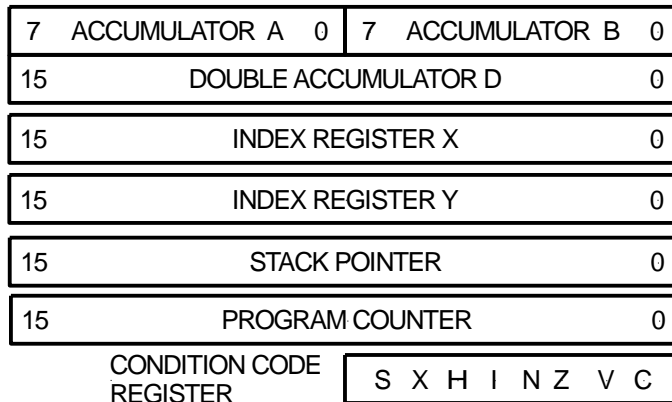 7 ACCUMULATOR A 0 7 ACCUMULATOR B 0
15 DOUBLE ACCUMULATOR D 0
15 INDEX REGISTER X 0
15 INDEX REGISTER Y 0
15 STACK POINTER 0
15 PROGRAM COUNTER 0
CONDITION CODE
REGISTER
S X H I N Z V C